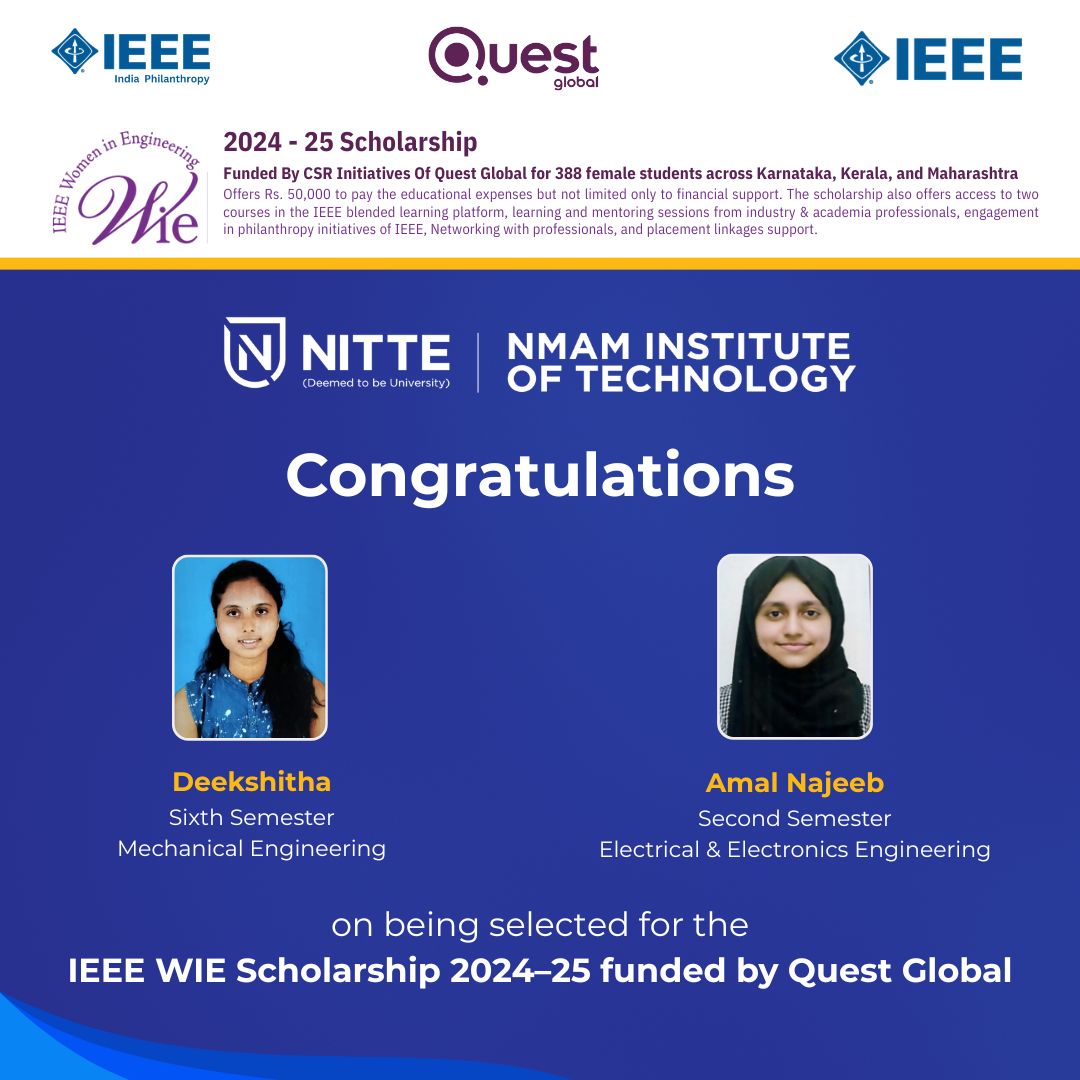 IEEE
India Philanthropy
Quest
global
IEEE
IEEE Women in Engineering
Wie
2024 - 25 Scholarship
Funded By CSR Initiatives Of Quest Global for 388 female students across Karnataka, Kerala, and Maharashtra
Offers Rs. 50,000 to pay the educational expenses but not limited only to financial support. The scholarship also offers access to two
courses in the IEEE blended learning platform, learning and mentoring sessions from industry & academia professionals, engagement
in philanthropy initiatives of IEEE, Networking with professionals, and placement linkages support.
N
NITTE
(Deemed to be University)
NMAM INSTITUTE
OF TECHNOLOGY
Congratulations
Deekshitha
Sixth Semester
Mechanical Engineering
Amal Najeeb
Second Semester
Electrical & Electronics Engineering
on being selected for the
IEEE WIE Scholarship 2024–25 funded by Quest Global